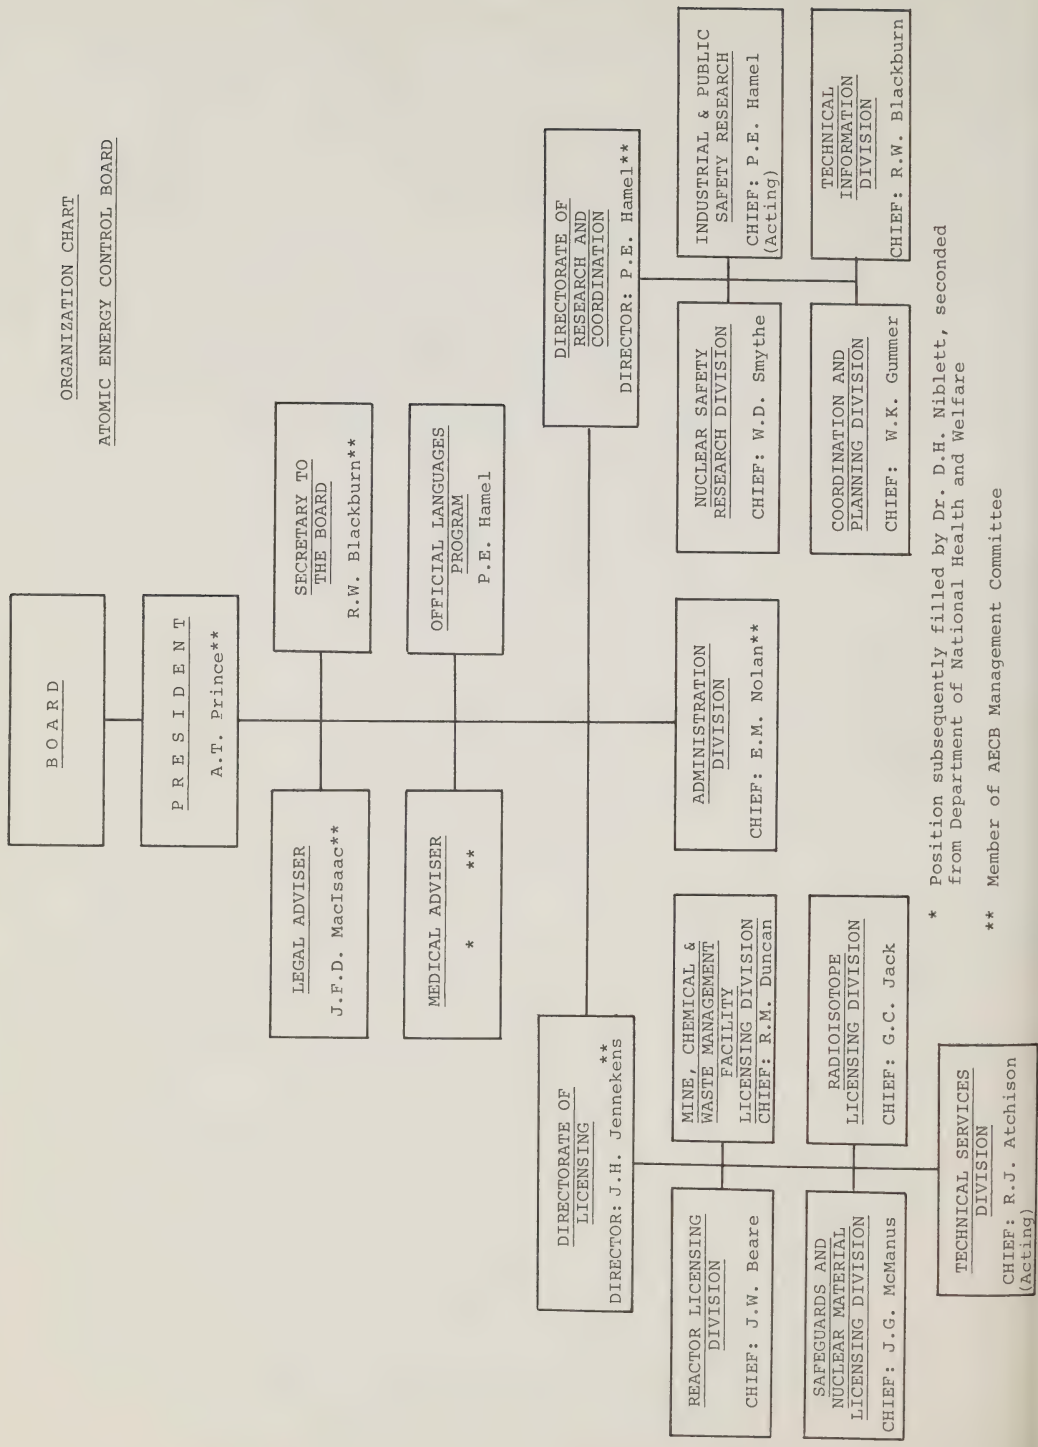 ORGANIZATION CHART
ATOMIC ENERGY CONTROL BOARD
B O A R D
P R E S I D E N T
A.T. Prince**
LEGAL ADVISER
J.F.D. MacIsaac**
SECRETARY TO
THE BOARD
R.W. Blackburn**
MEDICAL ADVISER
* **
OFFICIAL LANGUAGES
PROGRAM
P.E. Hamel
DIRECTORATE OF
LICENSING
**
DIRECTOR: J.H. Jennekens
DIRECTORATE OF
RESEARCH AND
COORDINATION
DIRECTOR: P.E. Hamel**
REACTOR LICENSING
DIVISION
CHIEF: J.W. Beare
MINE, CHEMICAL &
WASTE MANAGEMENT
FACILITY
LICENSING DIVISION
CHIEF: R.M. Duncan
ADMINISTRATION
DIVISION
CHIEF: E.M. Nolan**
NUCLEAR SAFETY
RESEARCH DIVISION
CHIEF: W.D. Smythe
INDUSTRIAL & PUBLIC
SAFETY RESEARCH
CHIEF: P.E. Hamel
(Acting)
SAFEGUARDS AND
NUCLEAR MATERIAL
LICENSING DIVISION
CHIEF: J.G. McManus
RADIOISOTOPE
LICENSING DIVISION
CHIEF: G.C. Jack
COORDINATION AND
PLANNING DIVISION
CHIEF: W.K. Gummer
TECHNICAL
INFORMATION
DIVISION
CHIEF: R.W. Blackburn
TECHNICAL SERVICES
DIVISION
CHIEF: R.J. Atchison
(Acting)
* Position subsequently filled by Dr. D.H. Niblett, seconded
from Department of National Health and Welfare
** Member of AECB Management Committee